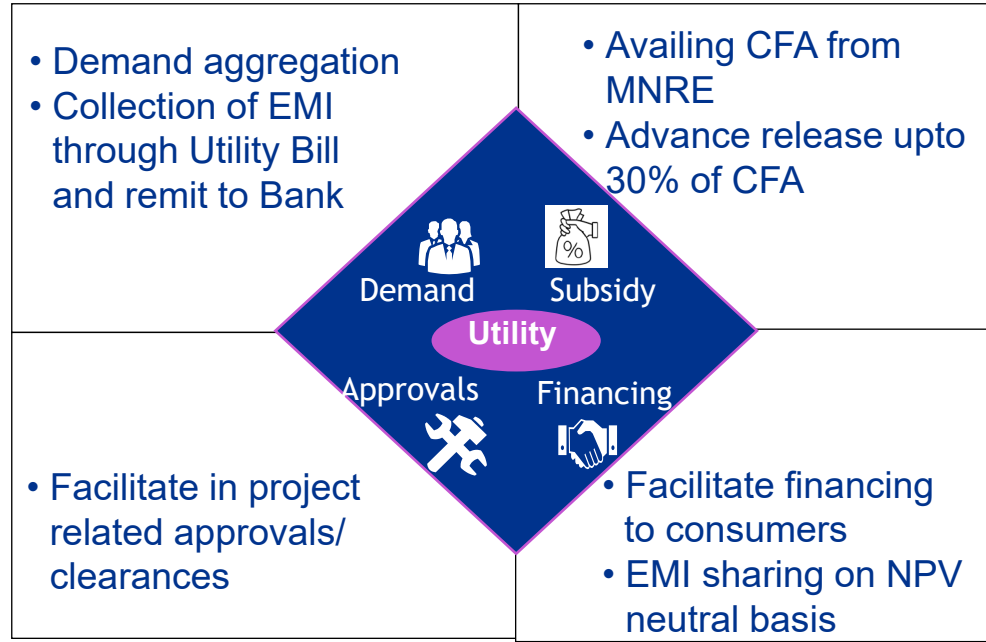 • Demand aggregation
• Collection of EMI
through Utility Bill
and remit to Bank
• Availing CFA from
MNRE
• Advance release upto
30% of CFA
%
Demand
Subsidy
Utility
Approvals
Financing
• Facilitate in project
related approvals/
clearances
• Facilitate financing
to consumers
• EMI sharing on NPV
neutral basis